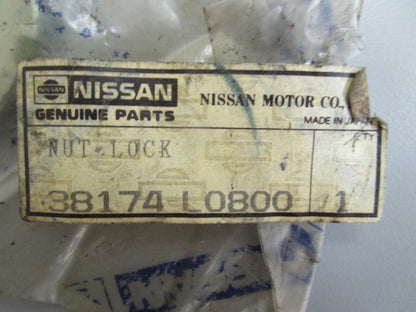 NISSAN
NISSAN
GENUINE PARTS
NISSAN MOTOR CO.,
MADE IN JAPAN
NUT-LOCK
38174-L0800
1